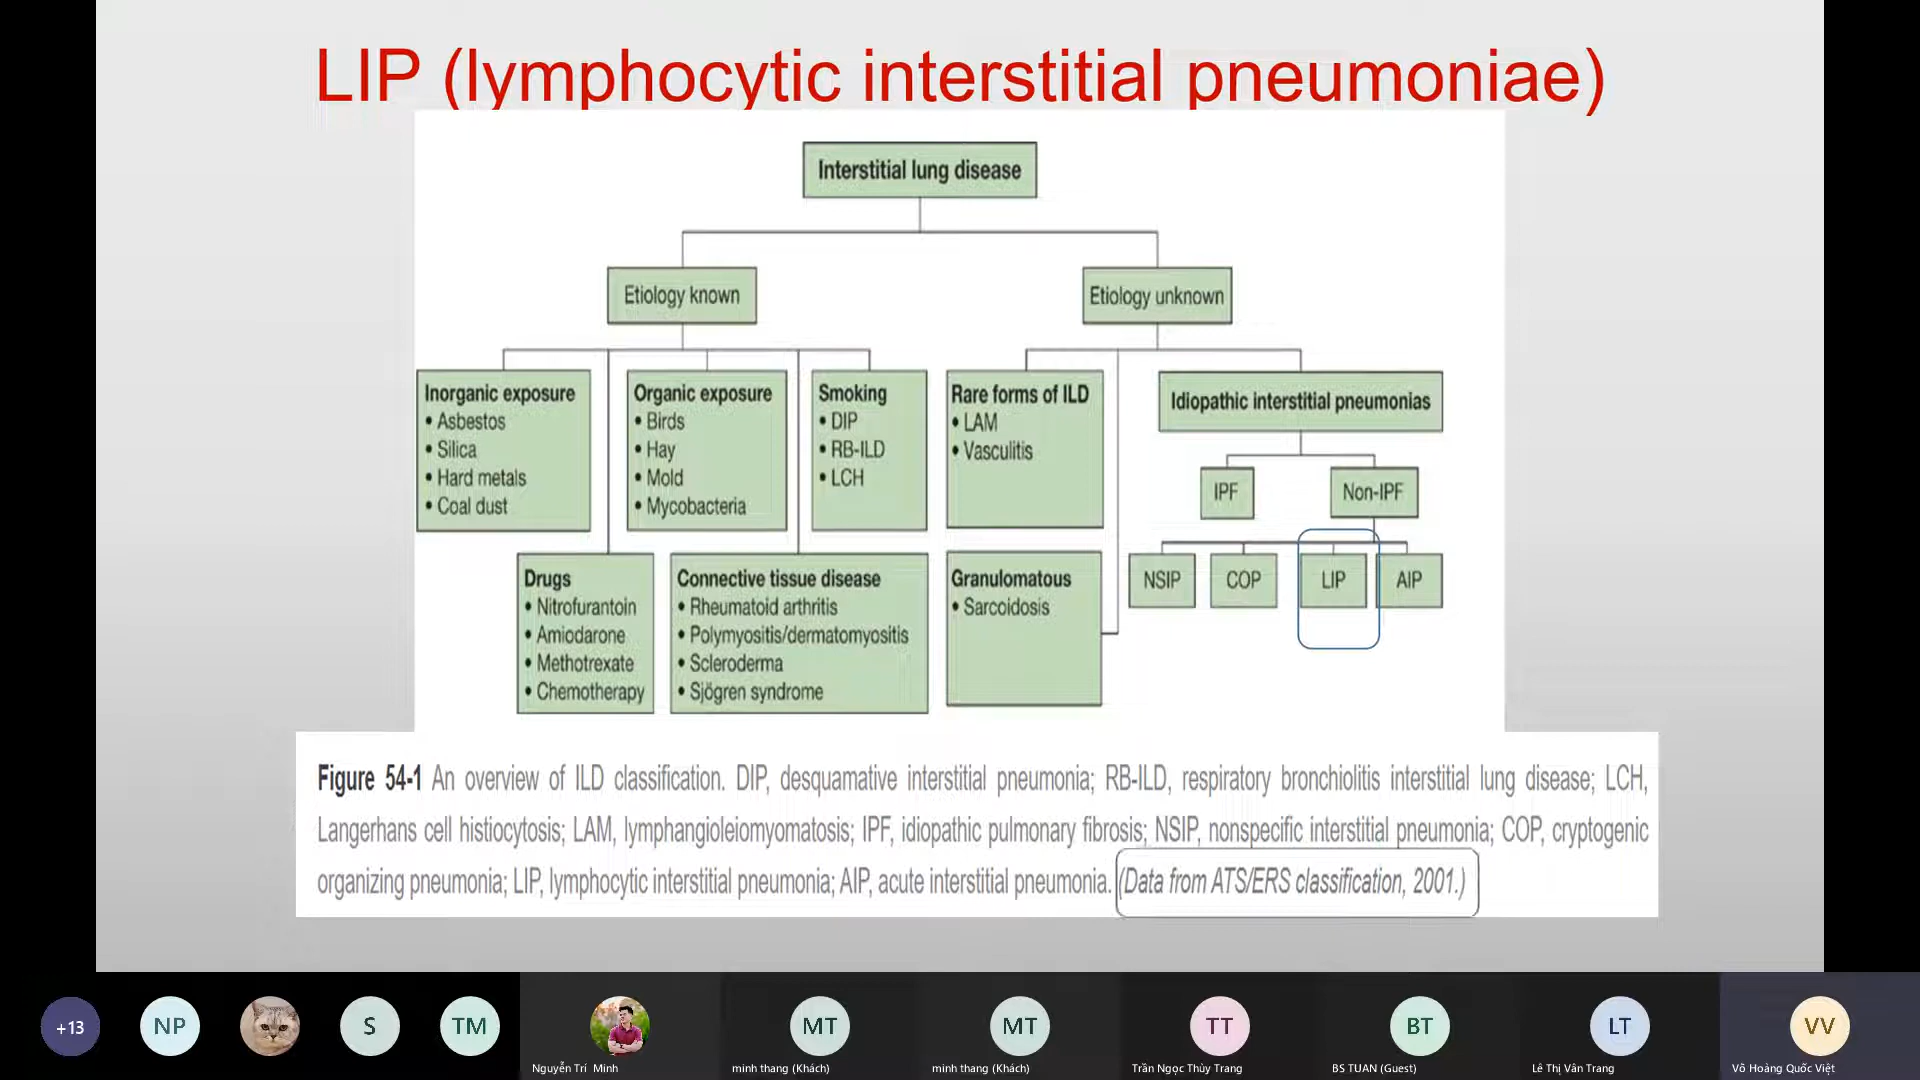 LIP (lymphocytic interstitial pneumoniae)
Interstitial lung disease
Etiology known
Etiology unknown
Inorganic exposure
• Asbestos
• Silica
• Hard metals
• Coal dust
Organic exposure
• Birds
• Hay
• Mold
• Mycobacteria
Smoking
• DIP
• RB-ILD
• LCH
Rare forms of ILD
• LAM
• Vasculitis
Idiopathic interstitial pneumonias
IPF
Non-IPF
Drugs
• Nitrofurantoin
• Amiodarone
• Methotrexate
• Chemotherapy
Connective tissue disease
• Rheumatoid arthritis
• Polymyositis/dermatomyositis
• Scleroderma
• Sjögren syndrome
Granulomatous
• Sarcoidosis
NSIP
COP
LIP
AIP
Figure 54-1 An overview of ILD classification. DIP, desquamative interstitial pneumonia; RB-ILD, respiratory bronchiolitis interstitial lung disease; LCH,
Langerhans cell histiocytosis; LAM, lymphangioleiomyomatosis; IPF, idiopathic pulmonary fibrosis; NSIP, nonspecific interstitial pneumonia; COP, cryptogenic
organizing pneumonia; LIP, lymphocytic interstitial pneumonia; AIP, acute interstitial pneumonia. (Data from ATS/ERS classification, 2001.)
+13
NP
S
TM
MT
MT
TT
BT
LT
VV
Nguyễn Trí Minh
minh thang (Khách)
minh thang (Khách)
Trần Ngọc Thùy Trang
BS TUAN (Guest)
Lê Thị Vân Trang
Võ Hoàng Quốc Việt